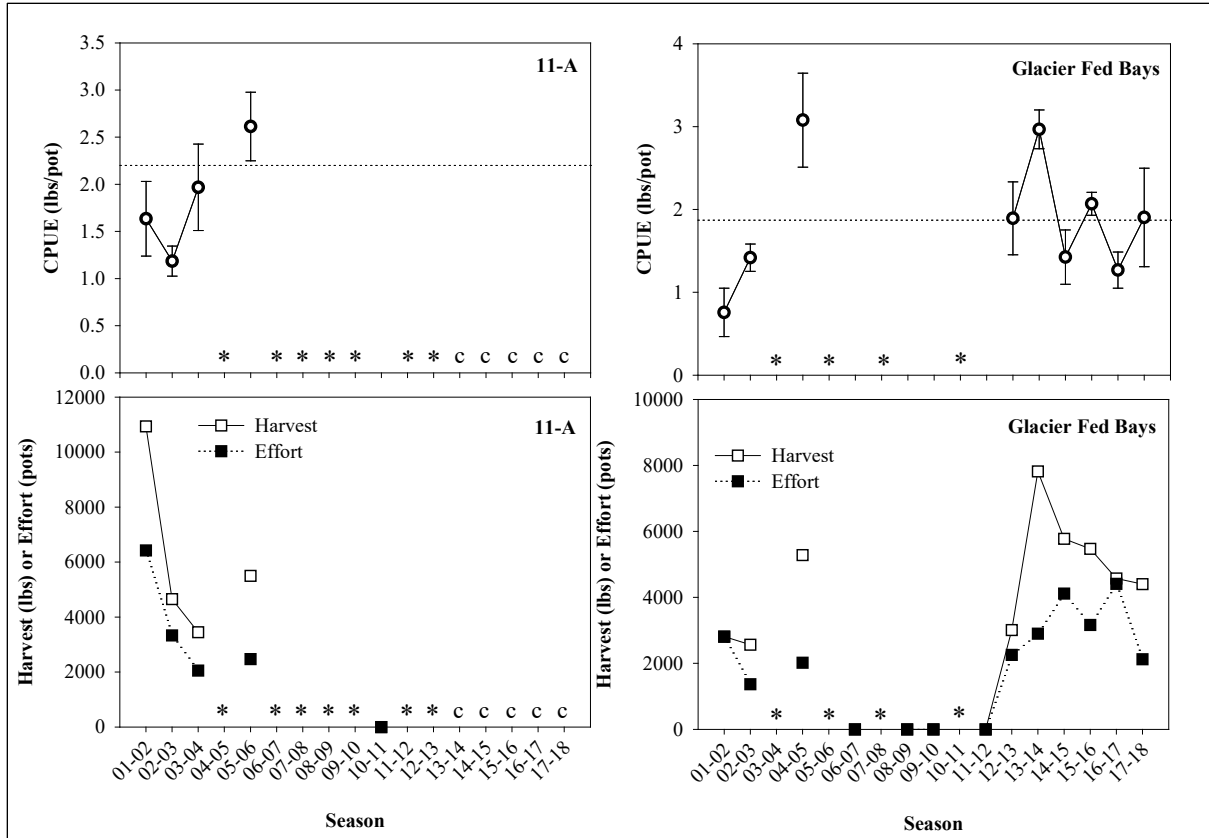 11-A
CPUE (lbs/pot)
3.5
3.0
2.5
2.0
1.5
1.0
0.5
0.0
* * * * * * * c c c c c
Glacier Fed Bays
CPUE (lbs/pot)
4
3
2
1
0
* * * *
11-A
Harvest (lbs) or Effort (pots)
12000
10000
8000
6000
4000
2000
0
Harvest
Effort
* * * * * * * c c c c c
01-02 02-03 03-04 04-05 05-06 06-07 07-08 08-09 09-10 10-11 11-12 12-13 13-14 14-15 15-16 16-17 17-18
Season
Glacier Fed Bays
Harvest (lbs) or Effort (pots)
10000
8000
6000
4000
2000
0
Harvest
Effort
* * * *
01-02 02-03 03-04 04-05 05-06 06-07 07-08 08-09 09-10 10-11 11-12 12-13 13-14 14-15 15-16 16-17 17-18
Season